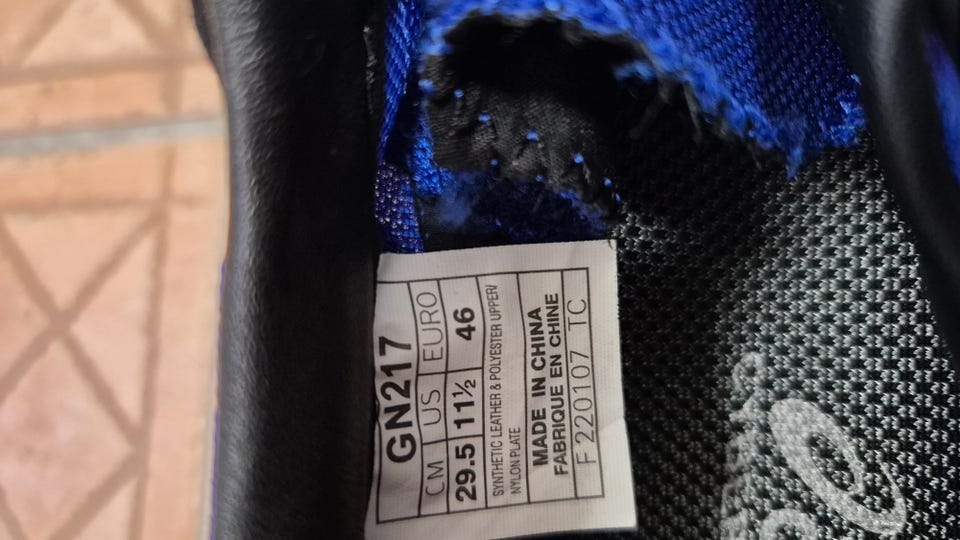 GN217
CM US EURO
29.5 11½ 46
SYNTHETIC LEATHER & POLYESTER UPPER/
NYLON PLATE
MADE IN CHINA
FABRIQUE EN CHINE
F 220107 TC